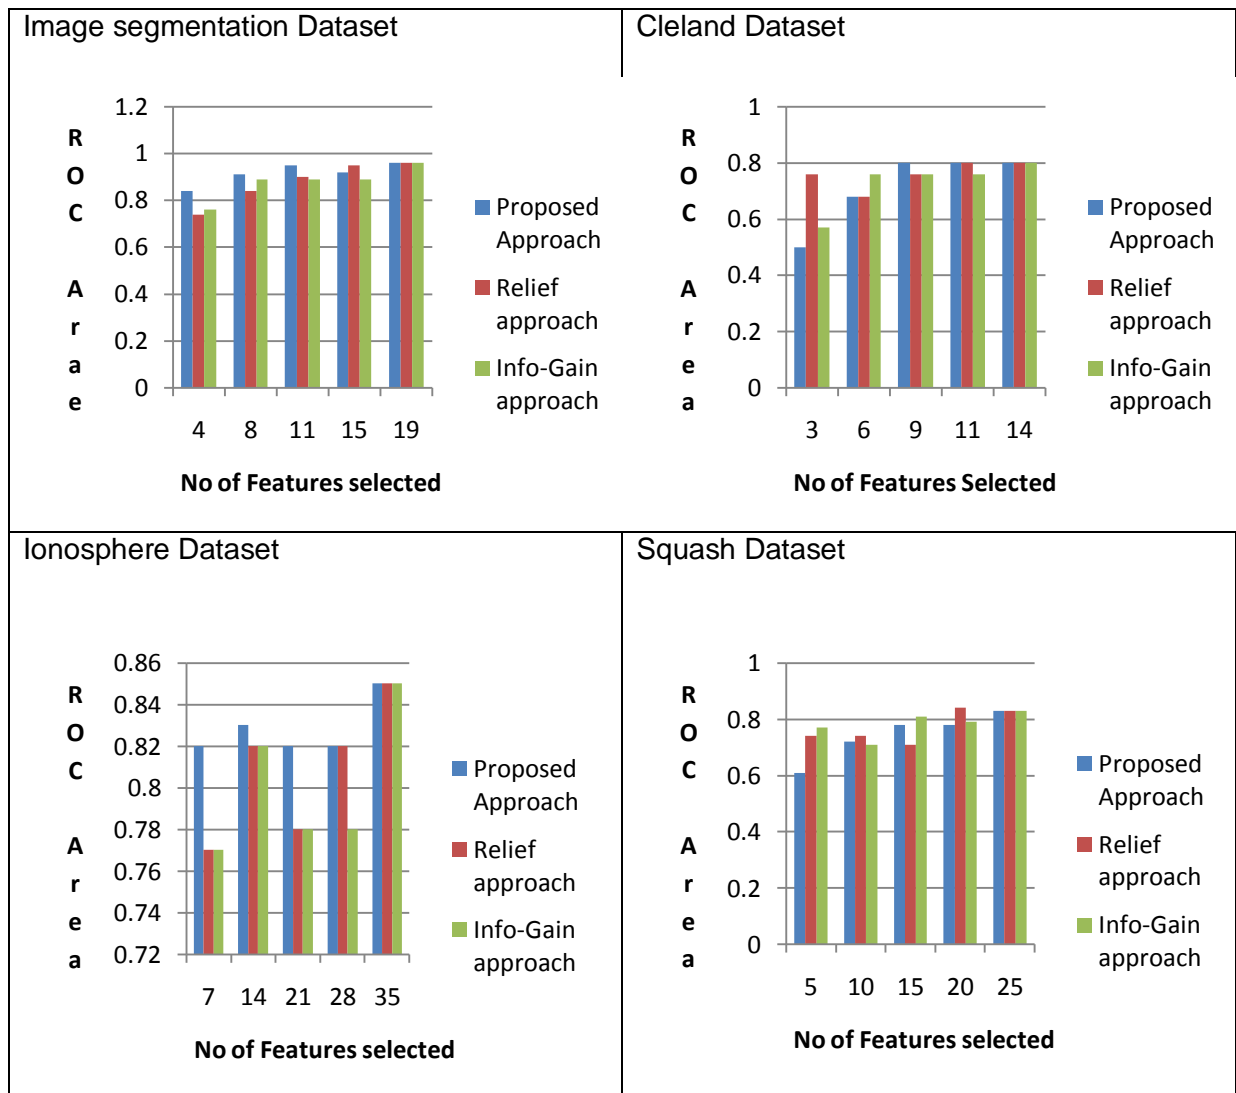 Image segmentation Dataset
R
O
C
A
r
a
e
1.2
1
0.8
0.6
0.4
0.2
0
4 8 11 15 19
No of Features selected
Proposed
Approach
Relief
approach
Info-Gain
approach
Cleland Dataset
R
O
C
A
r
e
a
1
0.8
0.6
0.4
0.2
0
3 6 9 11 14
No of Features Selected
Proposed
Approach
Relief
approach
Info-Gain
approach
Ionosphere Dataset
R
O
C
A
r
e
a
0.86
0.84
0.82
0.8
0.78
0.76
0.74
0.72
7 14 21 28 35
No of Features selected
Proposed
Approach
Relief
approach
Info-Gain
approach
Squash Dataset
R
O
C
A
r
e
a
1
0.8
0.6
0.4
0.2
0
5 10 15 20 25
No of Features selected
Proposed
Approach
Relief
approach
Info-Gain
approach